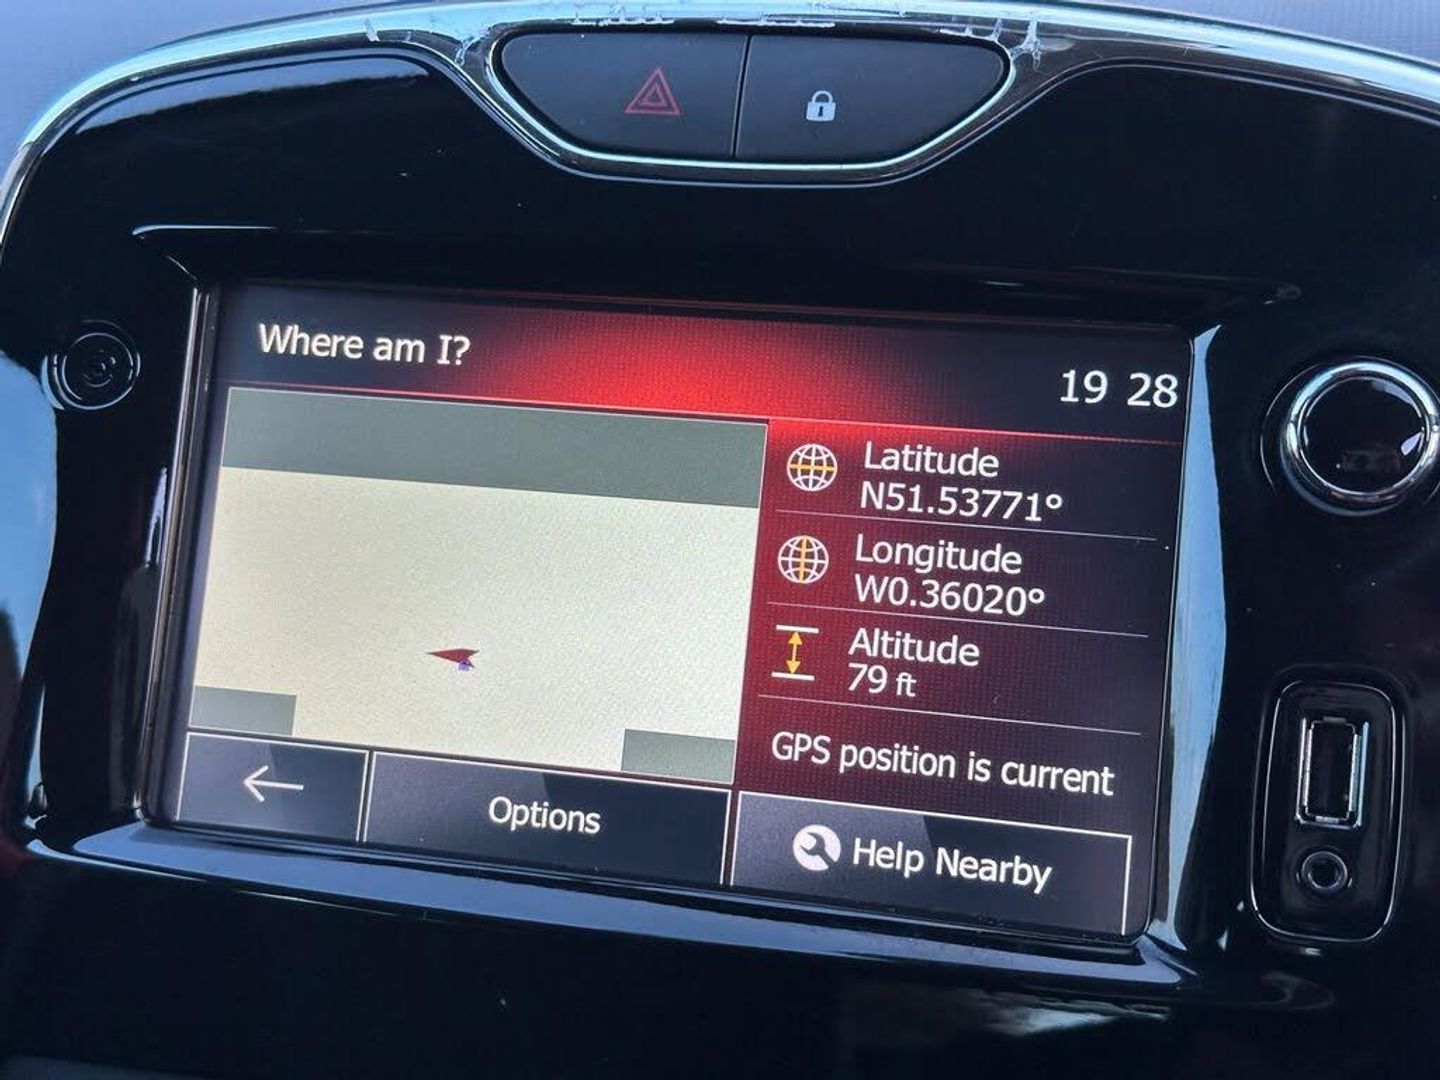 Where am I?
19 28
Latitude
N51.53771°
Longitude
W0.36020°
Altitude
79 ft
GPS position is current
Options
Help Nearby